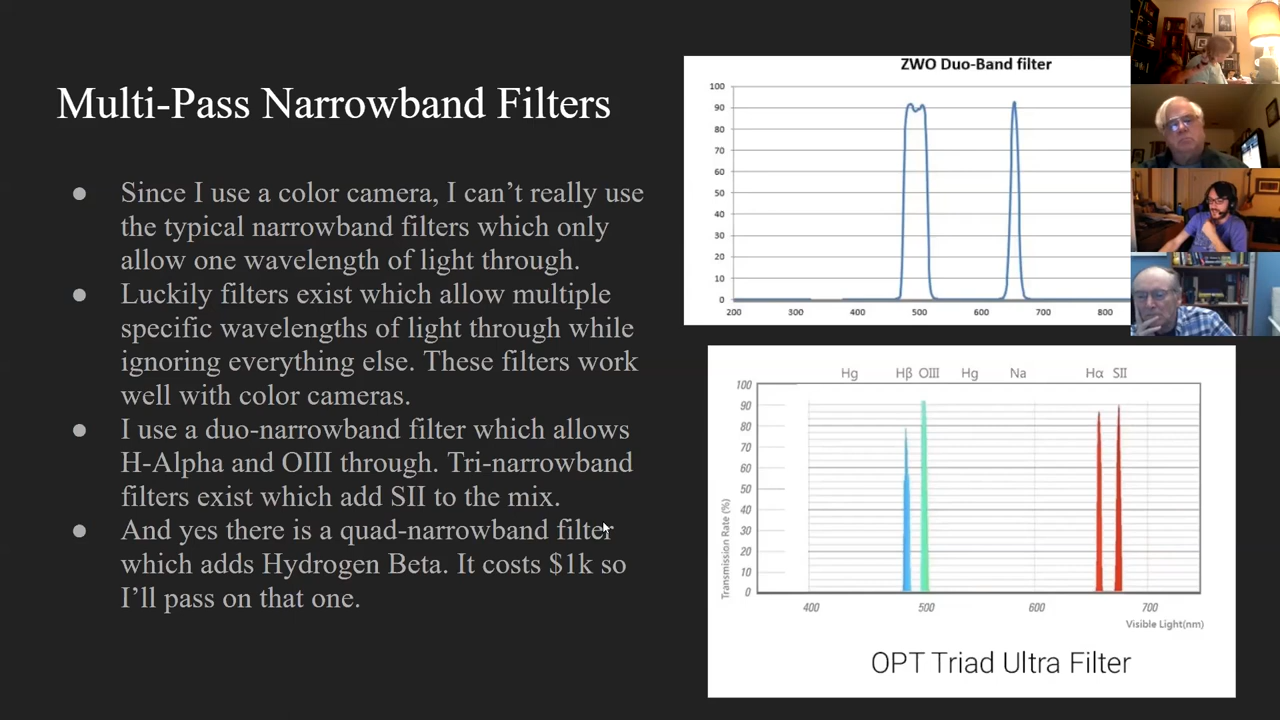 Multi-Pass Narrowband Filters
● Since I use a color camera, I can’t really use
the typical narrowband filters which only
allow one wavelength of light through.
● Luckily filters exist which allow multiple
specific wavelengths of light through while
ignoring everything else. These filters work
well with color cameras.
● I use a duo-narrowband filter which allows
H-Alpha and OIII through. Tri-narrowband
filters exist which add SII to the mix.
● And yes there is a quad-narrowband filter
which adds Hydrogen Beta. It costs $1k so
I’ll pass on that one.
ZWO Duo-Band filter
100
90
80
70
60
50
40
30
20
10
0
200 300 400 500 600 700 800
Hg Hβ OIII Hg Na Hα SII
100
90
80
70
60
50
40
30
20
10
0
Transmission Rate (%)
400 500 600 700
Visible Light(nm)
OPT Triad Ultra Filter